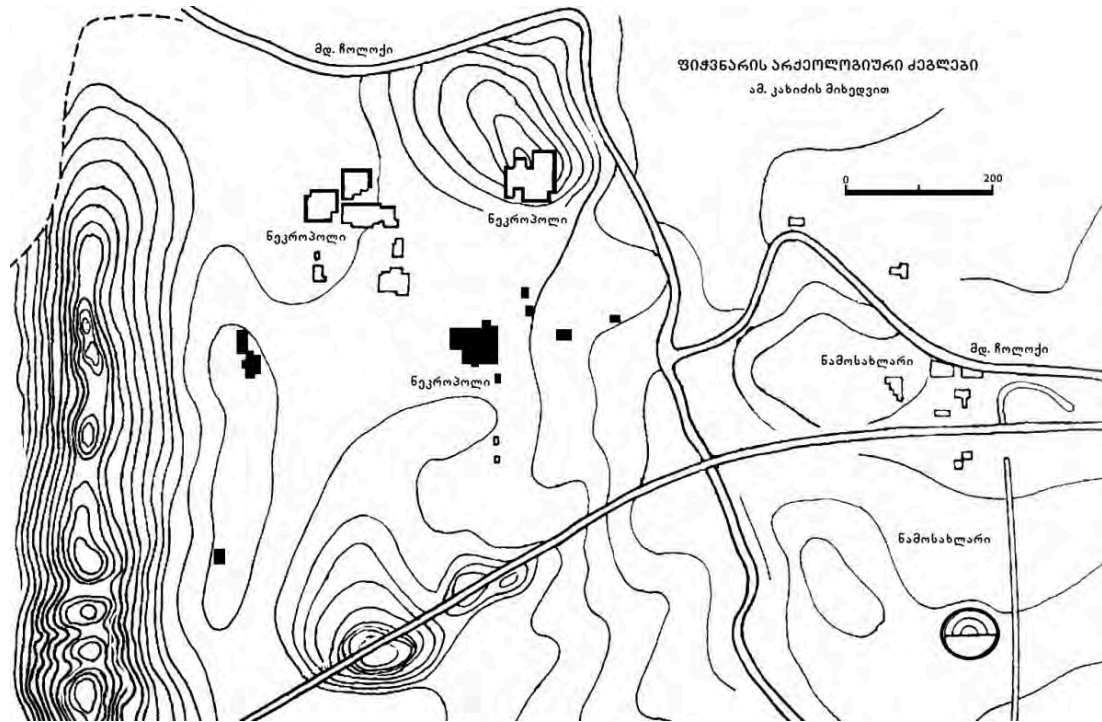 მდ. ჩოლოქი
ფიჭვნარის არქეოლოგიური ძეგლები
ამ. კახიძის მიხედვით
0 200
ნეკროპოლი
ნეკროპოლი
ნეკროპოლი
ნამოსახლარი
მდ. ჩოლოქი
ნამოსახლარი